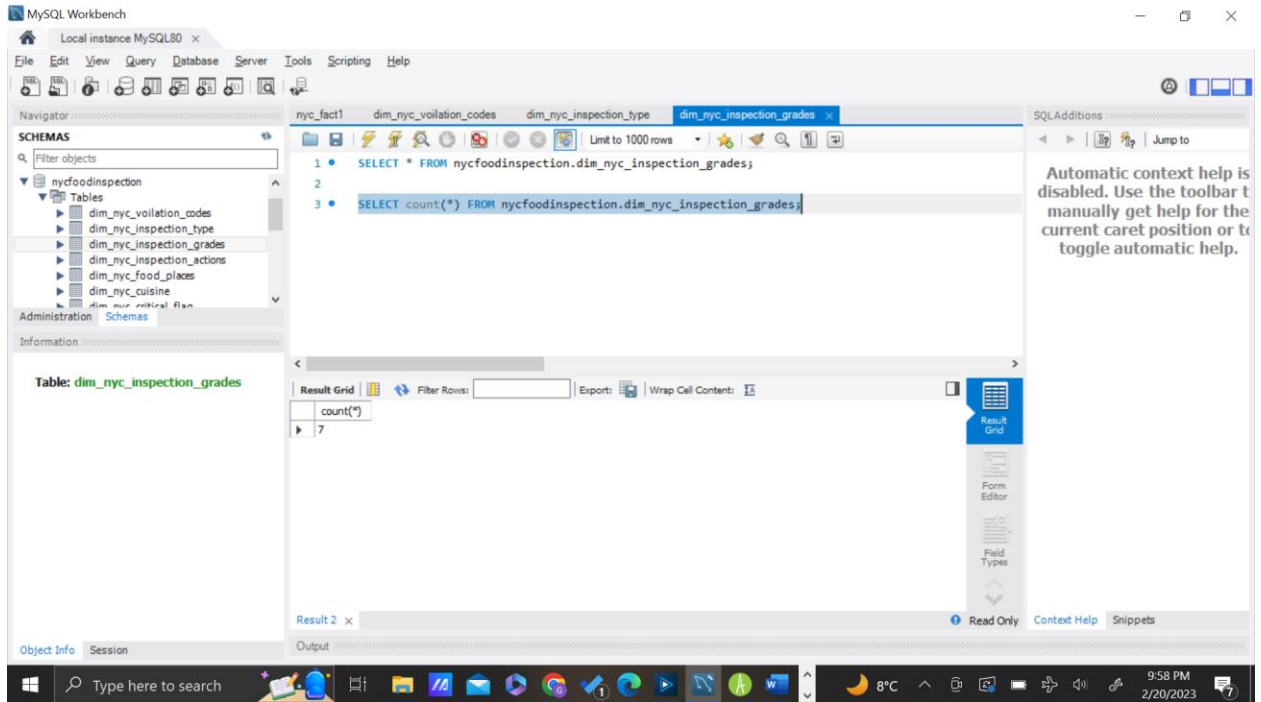 MySQL Workbench
Local instance MySQL80
File Edit View Query Database Server Tools Scripting Help
Navigator
SCHEMAS
Filter objects
nycfoodinspection
Tables
dim_nyc_voilation_codes
dim_nyc_inspection_type
dim_nyc_inspection_grades
dim_nyc_inspection_actions
dim_nyc_food_places
dim_nyc_cuisine
dim_nyc_critical_flag
Administration Schemas
Information
Table: dim_nyc_inspection_grades
Object Info Session
nyc_fact1 dim_nyc_voilation_codes dim_nyc_inspection_type dim_nyc_inspection_grades
Limit to 1000 rows
1 SELECT * FROM nycfoodinspection.dim_nyc_inspection_grades;
2
3 SELECT count(*) FROM nycfoodinspection.dim_nyc_inspection_grades;
Result Grid Filter Rows: Export: Wrap Cell Content:
count(*)
7
Result Grid
Form Editor
Field Types
Result 2 Read Only
Output
SQLAdditions
Jump to
Automatic context help is
disabled. Use the toolbar t
manually get help for the
current caret position or to
toggle automatic help.
Context Help Snippets
Type here to search
8°C
9:58 PM
2/20/2023